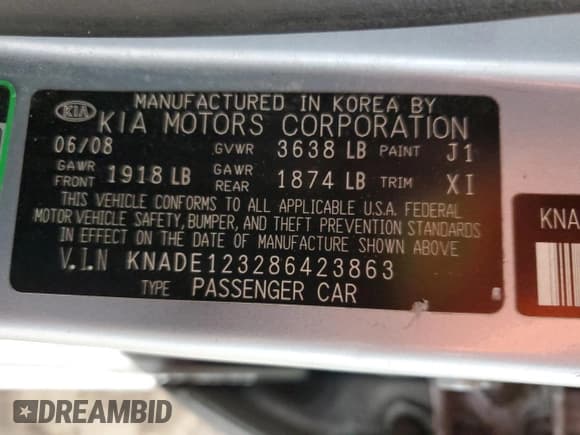 MANUFACTURED IN KOREA BY
KIA KIA MOTORS CORPORATION
06/08 GVWR 3638 LB PAINT J1
GAWR FRONT 1918 LB GAWR REAR 1874 LB TRIM XI
THIS VEHICLE CONFORMS TO ALL APPLICABLE U.S.A. FEDERAL
MOTOR VEHICLE SAFETY, BUMPER, AND THEFT PREVENTION STANDARDS
IN EFFECT ON THE DATE OF MANUFACTURE SHOWN ABOVE
V.I.N KNADE123286423863
TYPE PASSENGER CAR
KNA
DREAMBID